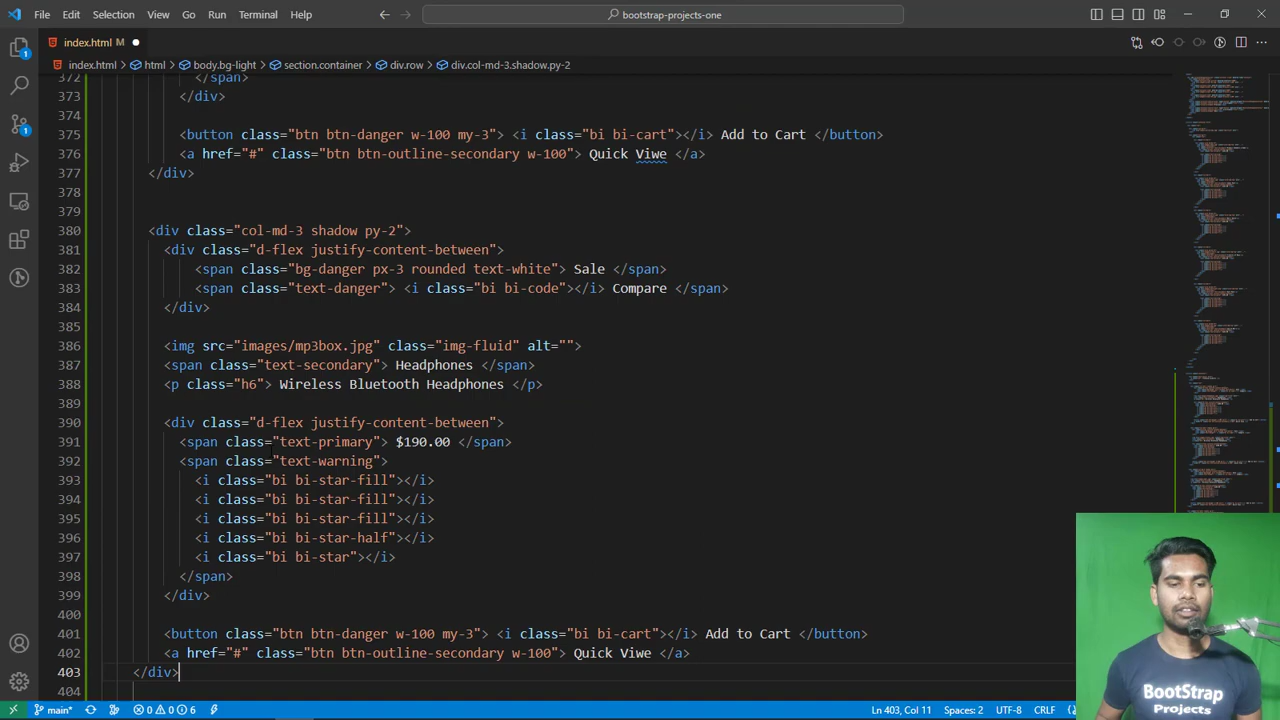 File Edit Selection View Go Run Terminal Help
bootstrap-projects-one
index.html M
index.html html body.bg-light section.container div.row div.col-md-3.shadow.py-2
372 </span>
373 </div>
374
375 <button class="btn btn-danger w-100 my-3"> <i class="bi bi-cart"></i> Add to Cart </button>
376 <a href="#" class="btn btn-outline-secondary w-100"> Quick Viwe </a>
377 </div>
378
379
380 <div class="col-md-3 shadow py-2">
381 <div class="d-flex justify-content-between">
382 <span class="bg-danger px-3 rounded text-white"> Sale </span>
383 <span class="text-danger"> <i class="bi bi-code"></i> Compare </span>
384 </div>
385
386 <img src="images/mp3box.jpg" class="img-fluid" alt="">
387 <span class="text-secondary"> Headphones </span>
388 <p class="h6"> Wireless Bluetooth Headphones </p>
389
390 <div class="d-flex justify-content-between">
391 <span class="text-primary"> $190.00 </span>
392 <span class="text-warning">
393 <i class="bi bi-star-fill"></i>
394 <i class="bi bi-star-fill"></i>
395 <i class="bi bi-star-fill"></i>
396 <i class="bi bi-star-half"></i>
397 <i class="bi bi-star"></i>
398 </span>
399 </div>
400
401 <button class="btn btn-danger w-100 my-3"> <i class="bi bi-cart"></i> Add to Cart </button>
402 <a href="#" class="btn btn-outline-secondary w-100"> Quick Viwe </a>
403 </div>
404
BootStrap
Projects
1
1
main* 0 0 6 Ln 403, Col 11 Spaces: 2 UTF-8 CRLF